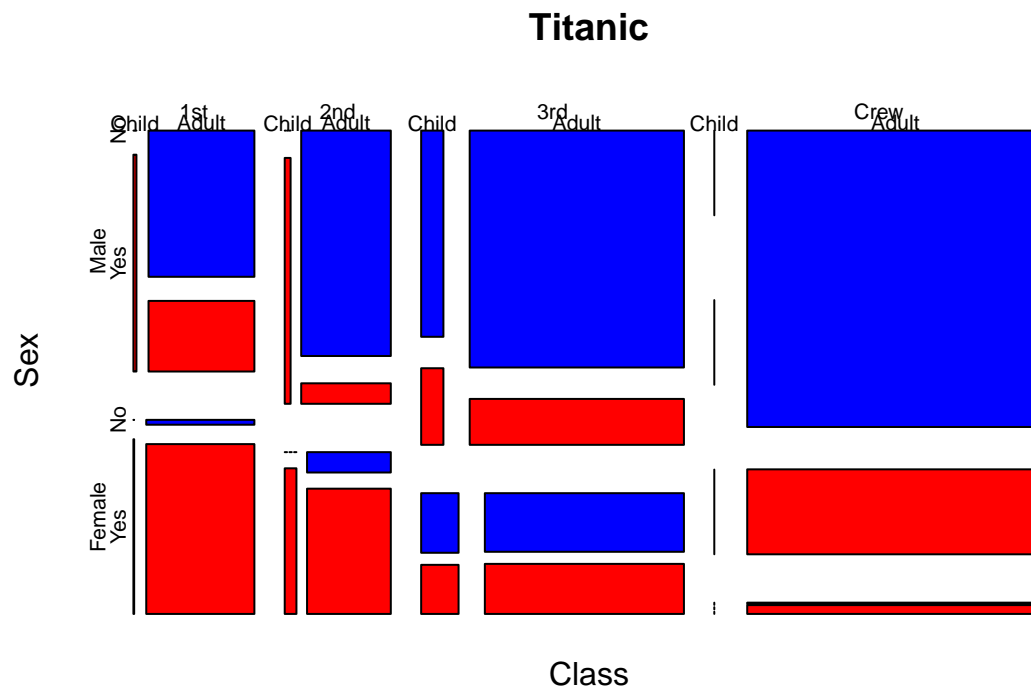 Titanic
1st 2nd 3rd Crew
Child Adult Child Adult Child Adult Child Adult
No
Yes
Male
No
Yes
Female
Sex
Class